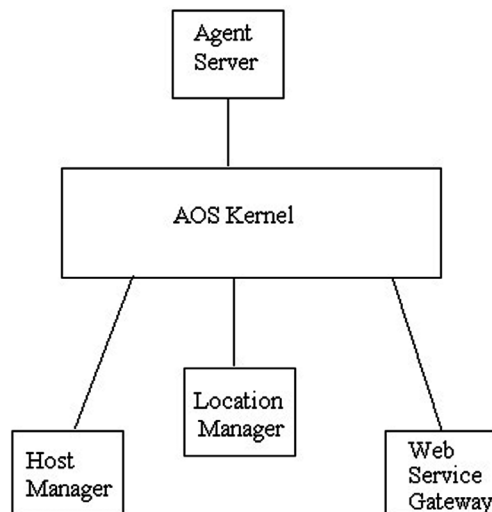 Agent
Server
AOS Kernel
Location
Manager
Host
Manager
Web
Service
Gateway